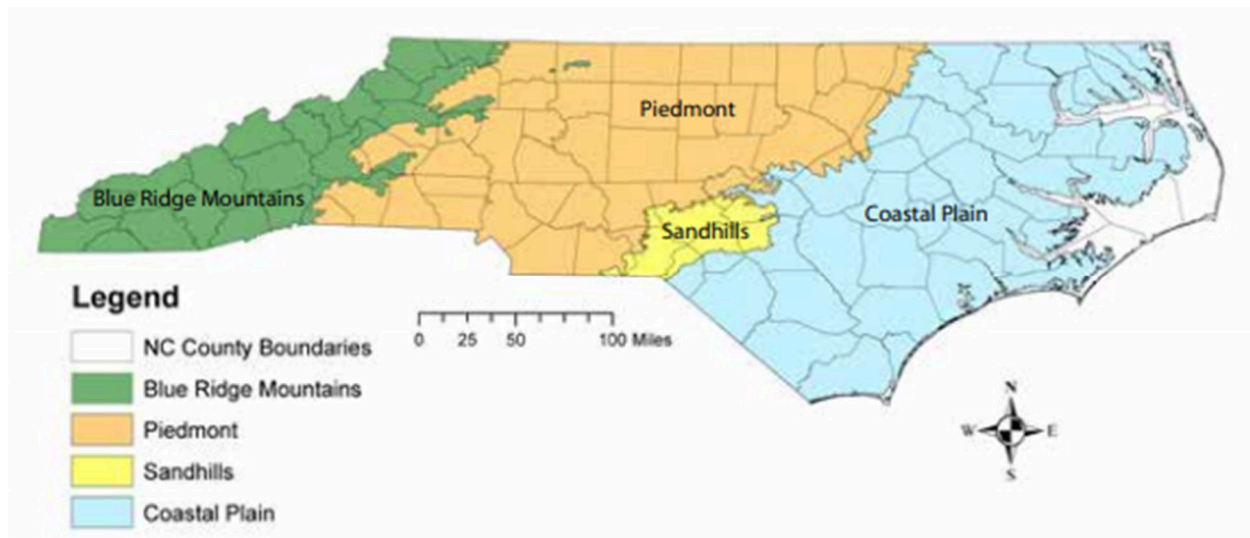 Piedmont
Blue Ridge Mountains
Sandhills
Coastal Plain
Legend
NC County Boundaries
Blue Ridge Mountains
Piedmont
Sandhills
Coastal Plain
0 25 50 100 Miles
N
W E
S